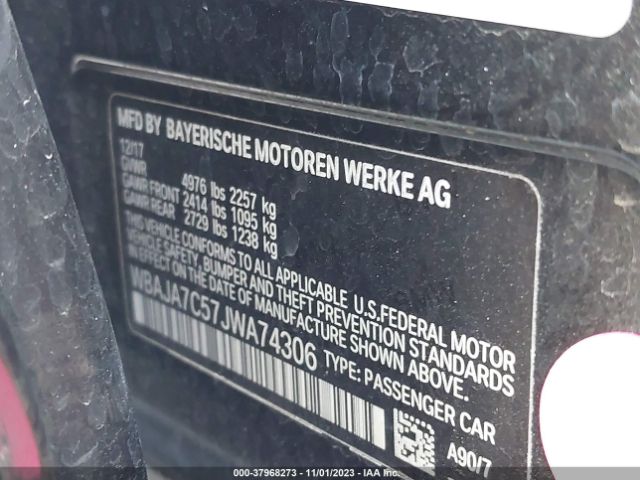 MFD BY BAYERISCHE MOTOREN WERKE AG
12/17
GVWR 4976 lbs 2257 kg
GAWR FRONT 2414 lbs 1095 kg
GAWR REAR 2729 lbs 1238 kg
THIS VEHICLE CONFORMS TO ALL APPLICABLE U.S.FEDERAL MOTOR
VEHICLE SAFETY, BUMPER AND THEFT PREVENTION STANDARDS
IN EFFECT ON THE DATE OF MANUFACTURE SHOWN ABOVE.
WBAJA7C57JWA74306 TYPE: PASSENGER CAR
A90/7
000-37968273 - 11/01/2023 - IAA Inc.